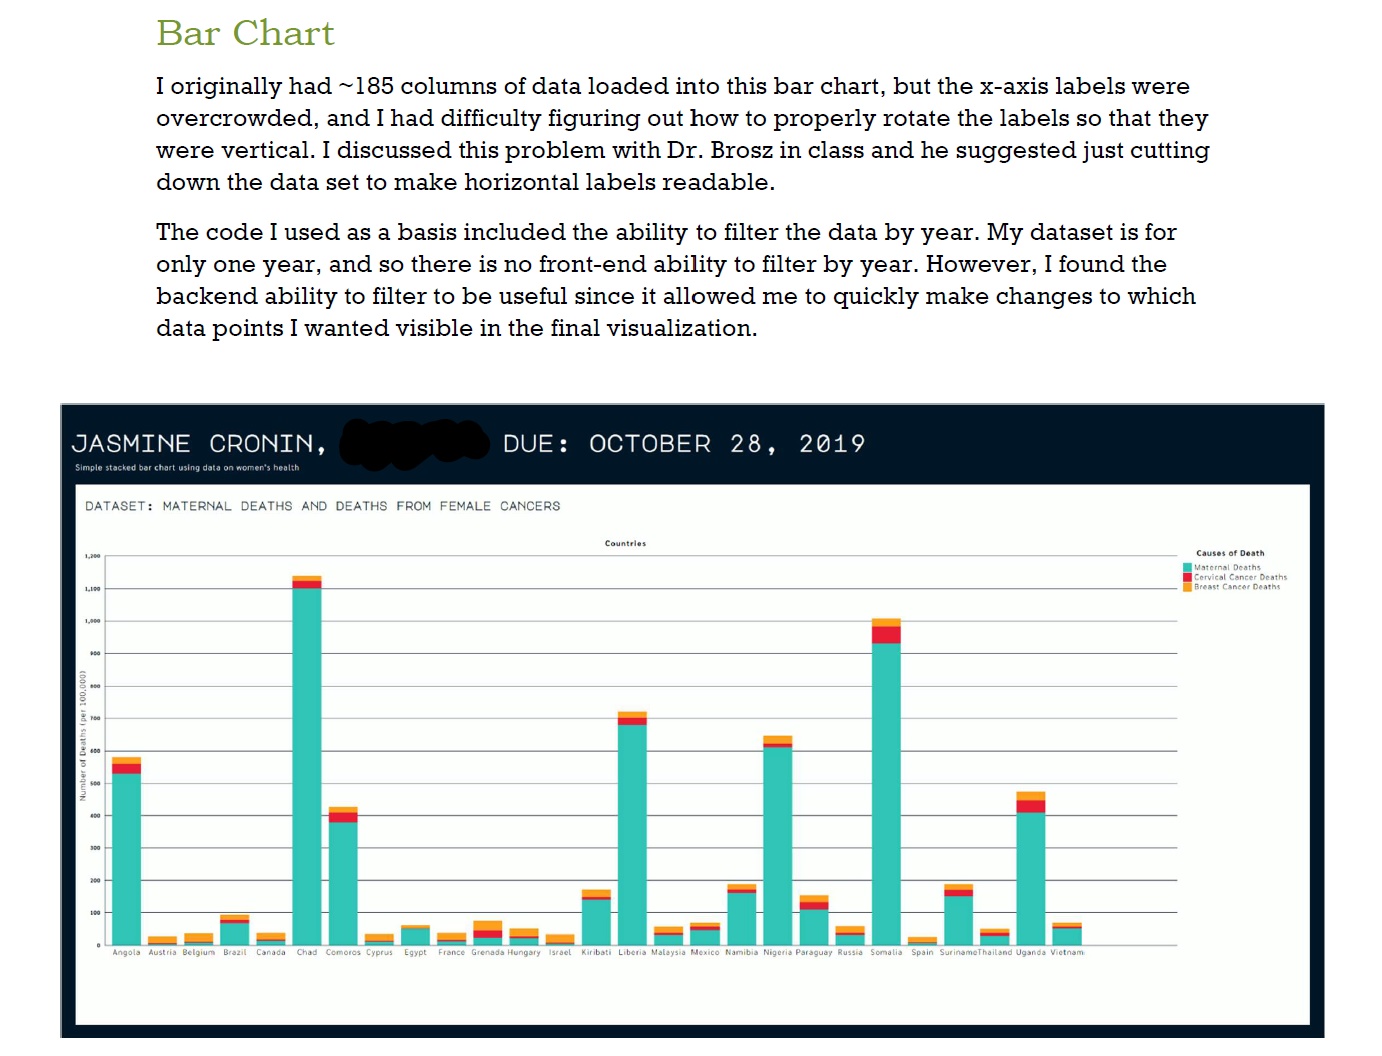 Bar Chart
I originally had ~185 columns of data loaded into this bar chart, but the x-axis labels were
overcrowded, and I had difficulty figuring out how to properly rotate the labels so that they
were vertical. I discussed this problem with Dr. Brosz in class and he suggested just cutting
down the data set to make horizontal labels readable.
The code I used as a basis included the ability to filter the data by year. My dataset is for
only one year, and so there is no front-end ability to filter by year. However, I found the
backend ability to filter to be useful since it allowed me to quickly make changes to which
data points I wanted visible in the final visualization.
JASMINE CRONIN, DUE: OCTOBER 28, 2019
Simple stacked bar chart using data on women's health
DATASET: MATERNAL DEATHS AND DEATHS FROM FEMALE CANCERS
Countries
Causes of Death
Maternal Deaths
Cervical Cancer Deaths
Breast Cancer Deaths
Number of Deaths (per 100,000)
1,200
1,100
1,000
900
800
700
600
500
400
300
200
100
0
Angola Austria Belgium Brazil Canada Chad Comoros Cyprus Egypt France Grenada Hungary Israel Kiribati Liberia Malaysia Mexico Namibia Nigeria Paraguay Russia Somalia Spain Suriname Thailand Uganda Vietnam